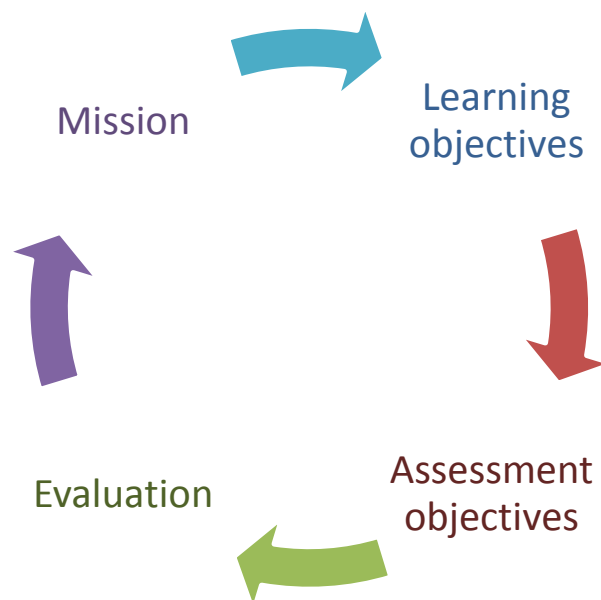 Mission
Learning
objectives
Assessment
objectives
Evaluation